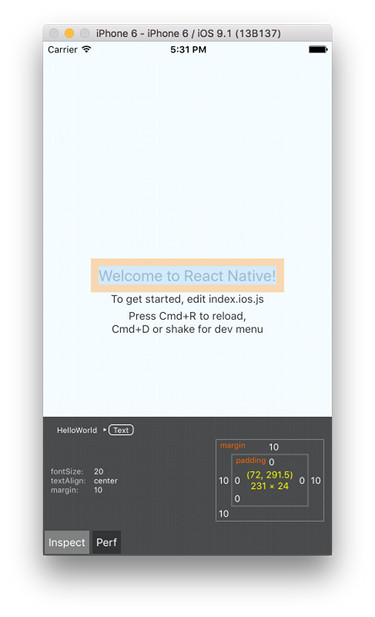 iPhone 6 - iPhone 6 / iOS 9.1 (13B137)
Carrier 5:31 PM
Welcome to React Native!
To get started, edit index.ios.js
Press Cmd+R to reload,
Cmd+D or shake for dev menu
HelloWorld ▸ Text
fontSize: 20
textAlign: center
margin: 10
margin 10
padding 0
10 0 (72, 291.5) 0 10
231 × 24
0
10
Inspect Perf